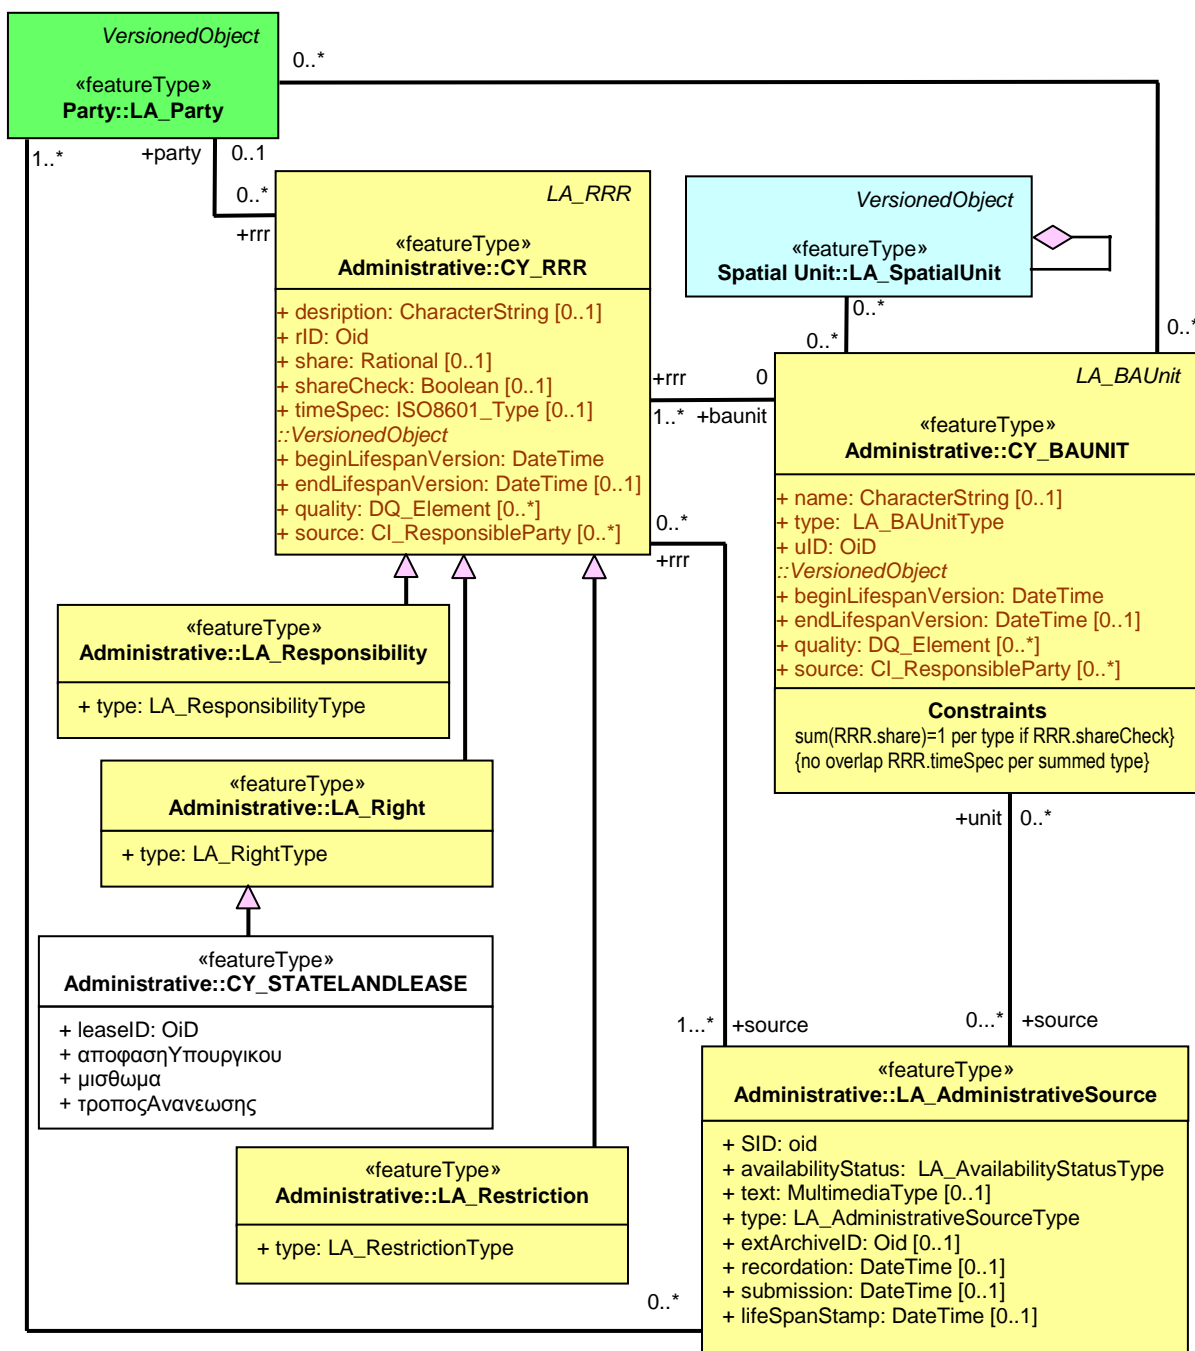 VersionedObject
«featureType»
Party::LA_Party
0..*
1..*
+party
0..1
0..*
+rrr
LA_RRR
«featureType»
Administrative::CY_RRR
+ desription: CharacterString [0..1]
+ rID: Oid
+ share: Rational [0..1]
+ shareCheck: Boolean [0..1]
+ timeSpec: ISO8601_Type [0..1]
::VersionedObject
+ beginLifespanVersion: DateTime
+ endLifespanVersion: DateTime [0..1]
+ quality: DQ_Element [0..*]
+ source: CI_ResponsibleParty [0..*]
VersionedObject
«featureType»
Spatial Unit::LA_SpatialUnit
0..*
0..*
0..*
+rrr
0
1..*
+baunit
LA_BAUnit
«featureType»
Administrative::CY_BAUNIT
+ name: CharacterString [0..1]
+ type:  LA_BAUnitType
+ uID: OiD
::VersionedObject
+ beginLifespanVersion: DateTime
+ endLifespanVersion: DateTime [0..1]
+ quality: DQ_Element [0..*]
+ source: CI_ResponsibleParty [0..*]
Constraints
sum(RRR.share)=1 per type if RRR.shareCheck}
{no overlap RRR.timeSpec per summed type}
0..*
+rrr
«featureType»
Administrative::LA_Responsibility
+ type: LA_ResponsibilityType
«featureType»
Administrative::LA_Right
+ type: LA_RightType
+unit
0..*
«featureType»
Administrative::CY_STATELANDLEASE
+ leaseID: OiD
+ αποφασηΥπουργικου
+ μισθωμα
+ τροποςΑνανεωσης
1...*
+source
0...*
+source
«featureType»
Administrative::LA_Restriction
+ type: LA_RestrictionType
«featureType»
Administrative::LA_AdministrativeSource
+ SID: oid
+ availabilityStatus:  LA_AvailabilityStatusType
+ text: MultimediaType [0..1]
+ type: LA_AdministrativeSourceType
+ extArchiveID: Oid [0..1]
+ recordation: DateTime [0..1]
+ submission: DateTime [0..1]
+ lifeSpanStamp: DateTime [0..1]
0..*